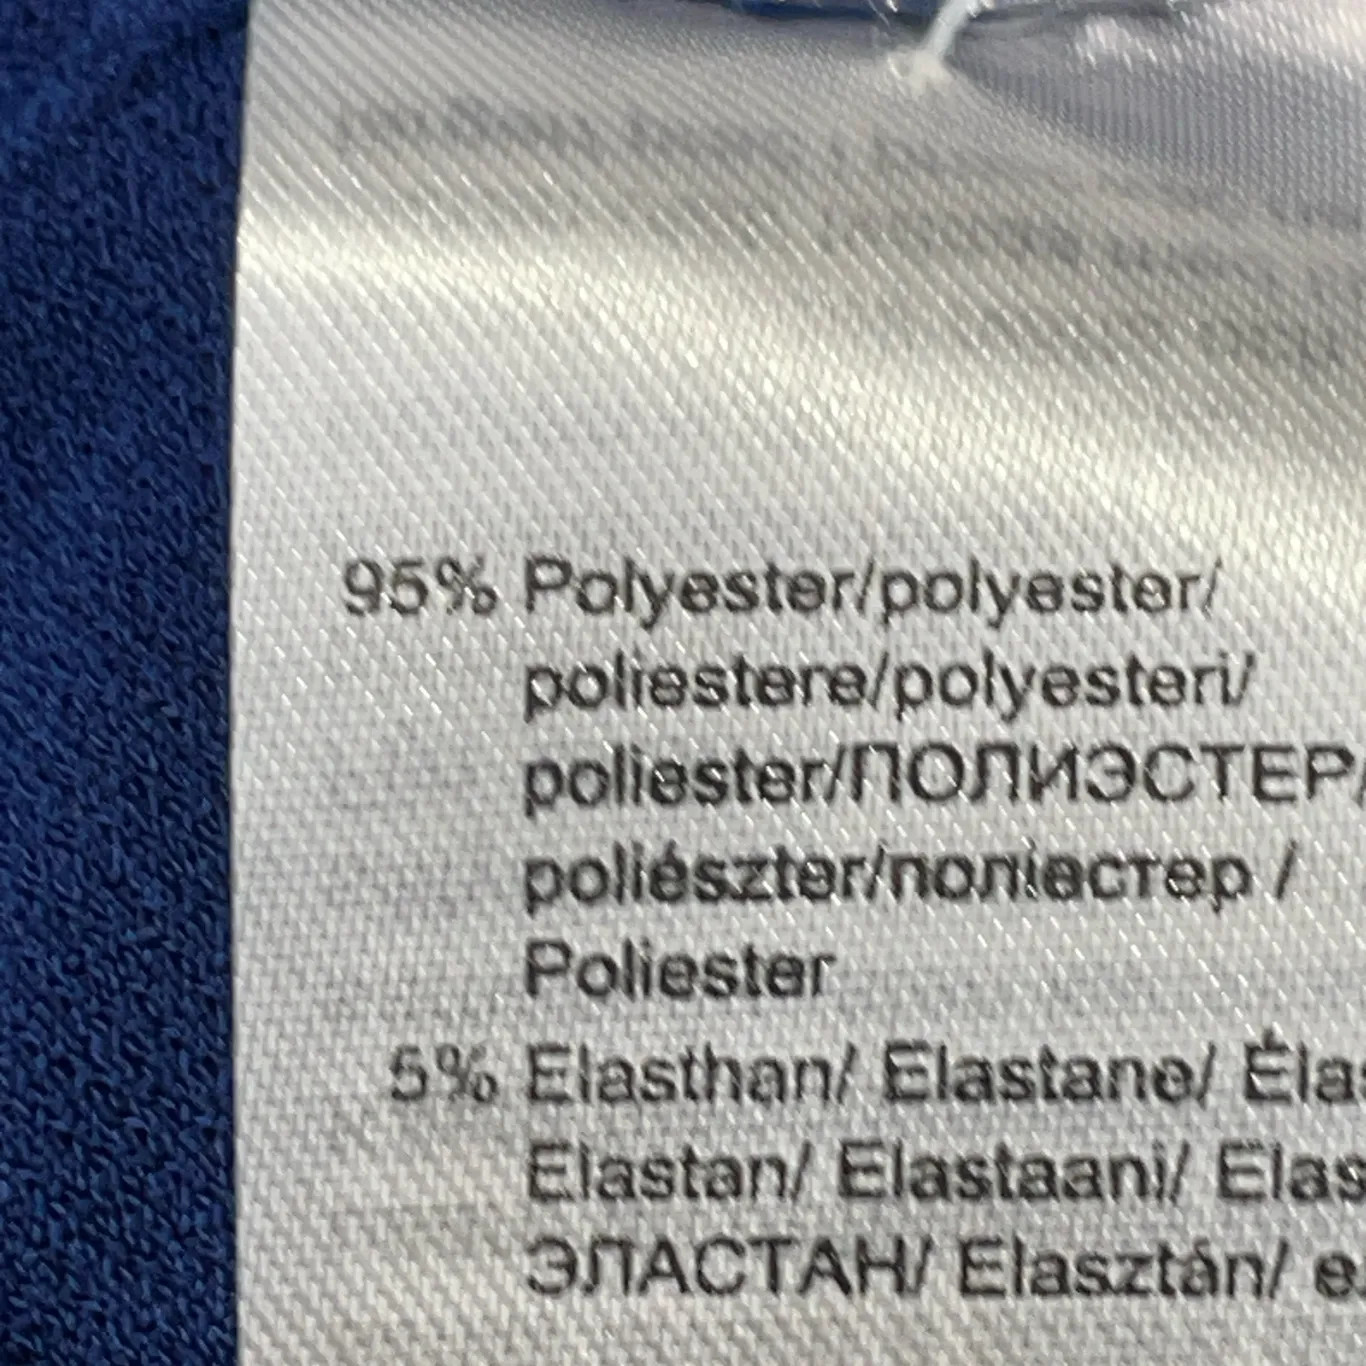 95% Polyester/polyester/
poliestere/polyesteri/
poliester/ПОЛИЭСТЕР/
poliészter/поліестер /
Poliester
5% Elasthan/ Elastane/
Elastan/ Elastaani/
ЭЛАСТАН/ Elasztán/